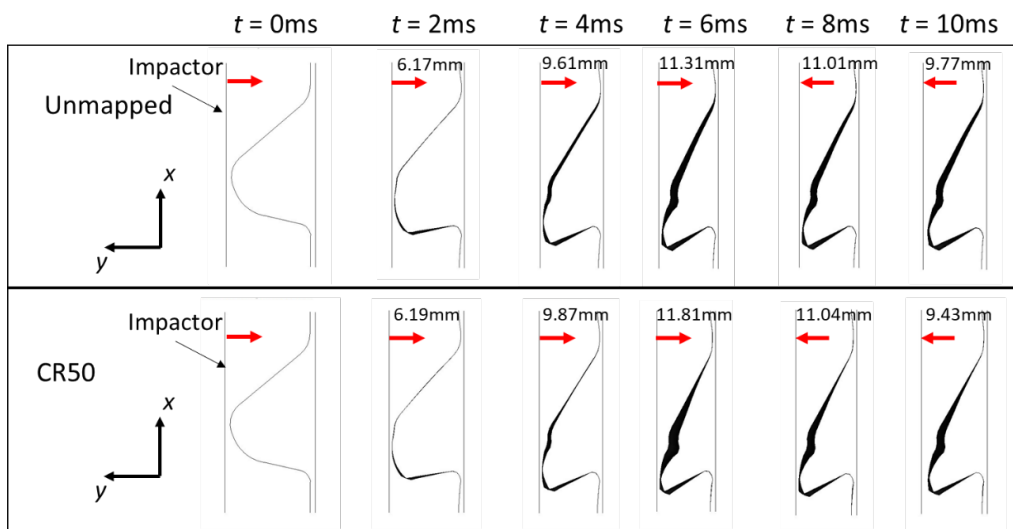 t = 0ms t = 2ms t = 4ms t = 6ms t = 8ms t = 10ms
Impactor
Unmapped
6.17mm 9.61mm 11.31mm 11.01mm 9.77mm
x
y
Impactor
CR50
6.19mm 9.87mm 11.81mm 11.04mm 9.43mm
x
y